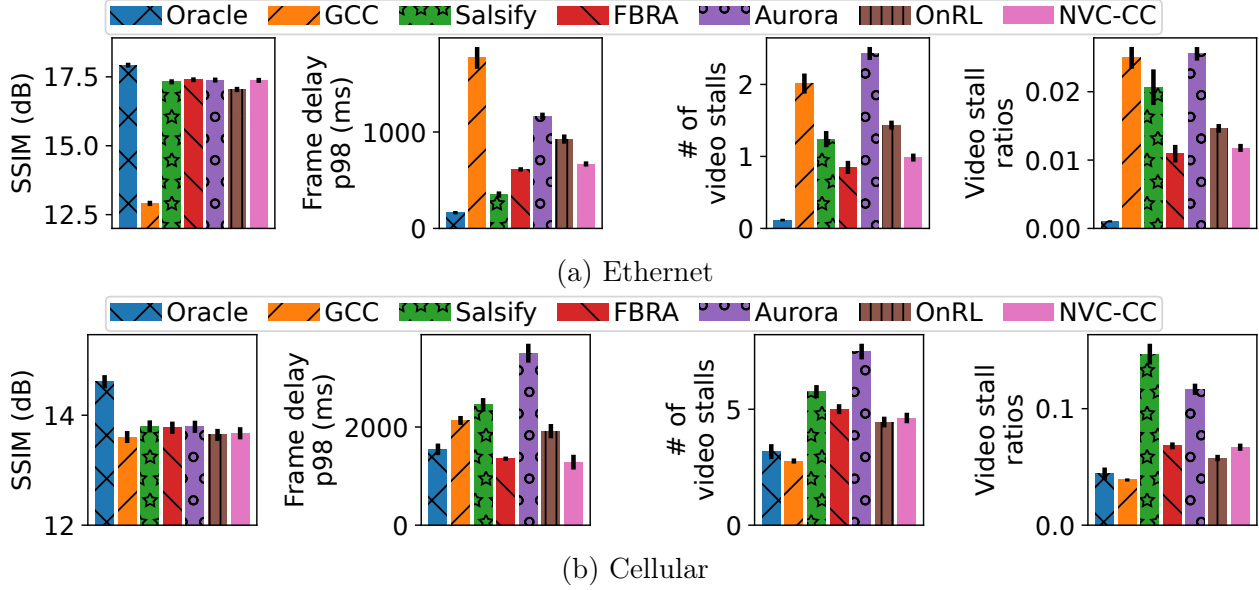 Oracle GCC Salsify FBRA Aurora OnRL NVC-CC
SSIM (dB)
17.5
15.0
12.5
Frame delay
p98 (ms)
1000
0
# of
video stalls
2
1
0
Video stall
ratios
0.02
0.01
0.00
(a) Ethernet
Oracle GCC Salsify FBRA Aurora OnRL NVC-CC
SSIM (dB)
14
12
Frame delay
p98 (ms)
2000
0
# of
video stalls
5
0
Video stall
ratios
0.1
0.0
(b) Cellular